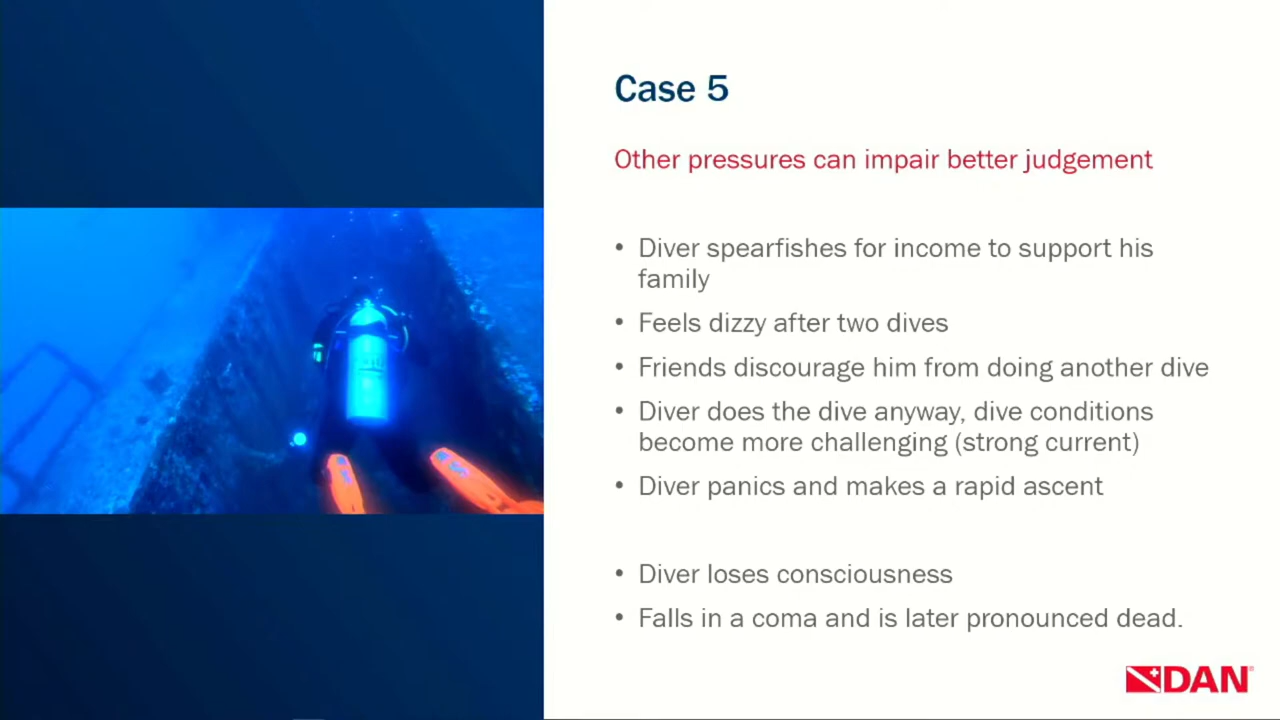 Case 5
Other pressures can impair better judgement
• Diver spearfishes for income to support his
family
• Feels dizzy after two dives
• Friends discourage him from doing another dive
• Diver does the dive anyway, dive conditions
become more challenging (strong current)
• Diver panics and makes a rapid ascent
• Diver loses consciousness
• Falls in a coma and is later pronounced dead.
DAN